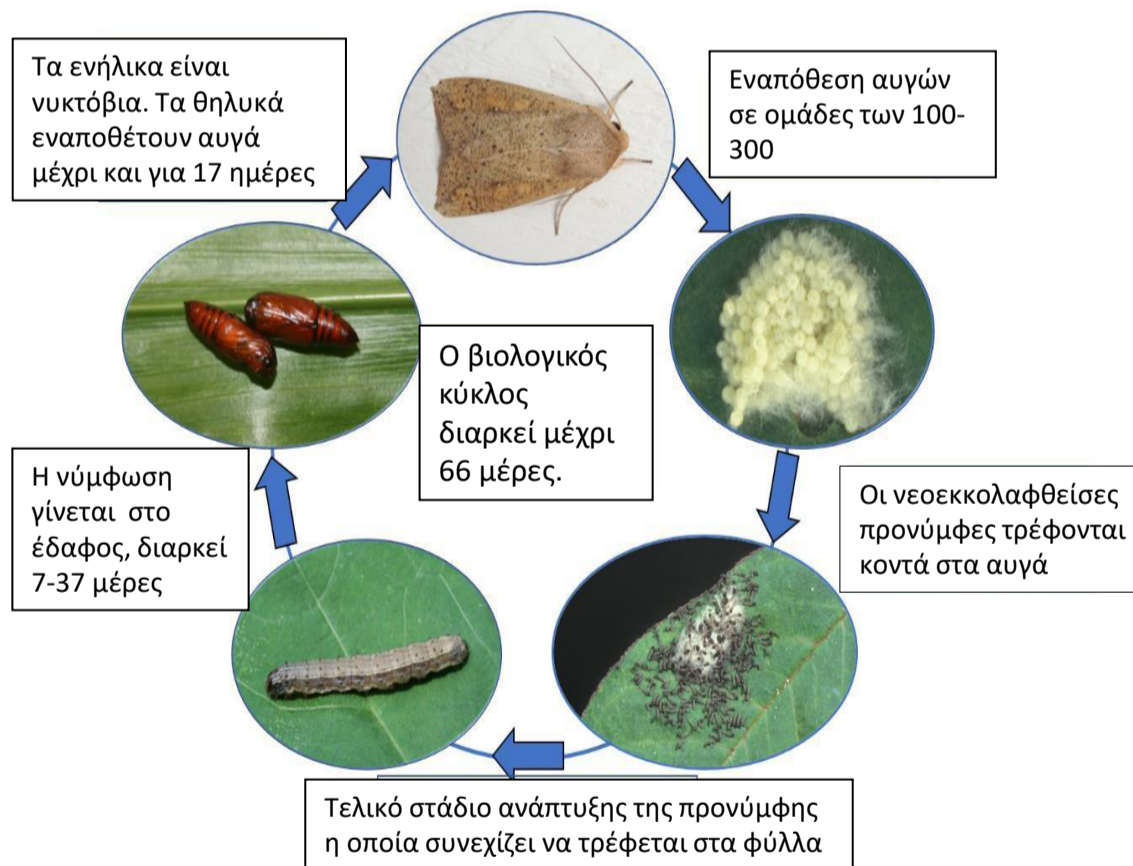 Τα ενήλικα είναι
νυκτόβια. Τα θηλυκά
εναποθέτουν αυγά
μέχρι και για 17 ημέρες
Εναπόθεση αυγών
σε ομάδες των 100-
300
Ο βιολογικός
κύκλος
διαρκεί μέχρι
66 μέρες.
Η νύμφωση
γίνεται στο
έδαφος, διαρκεί
7-37 μέρες
Οι νεοεκκολαφθείσες
προνύμφες τρέφονται
κοντά στα αυγά
Τελικό στάδιο ανάπτυξης της προνύμφης
η οποία συνεχίζει να τρέφεται στα φύλλα